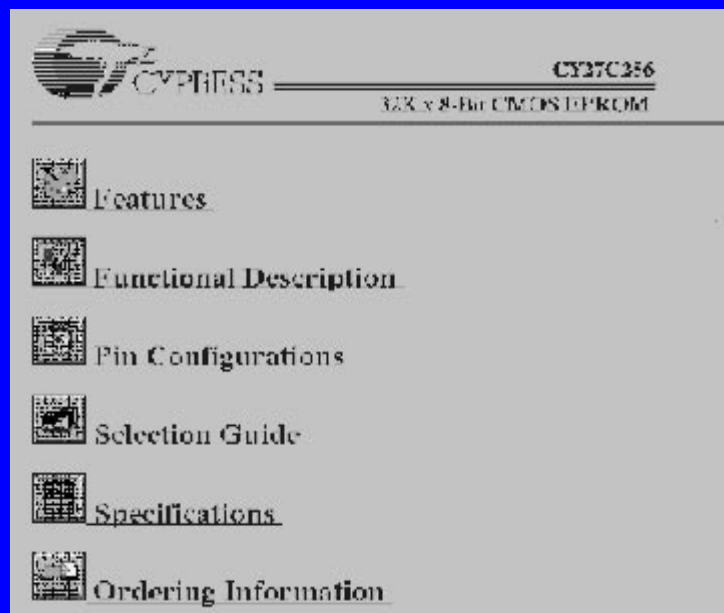 CYPRESS
CY27C256
32K x 8-Bit CMOS EPROM
Features
Functional Description
Pin Configurations
Selection Guide
Specifications
Ordering Information